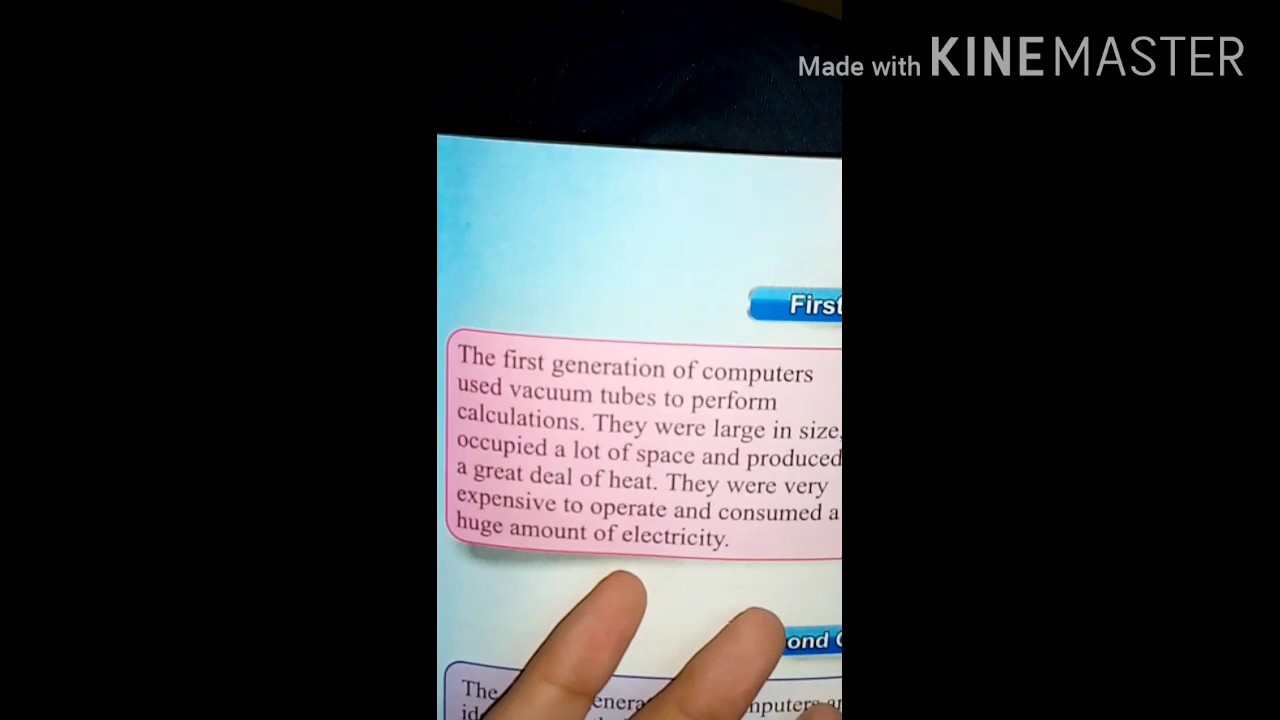 Made with KINEMASTER
First
The first generation of computers
used vacuum tubes to perform
calculations. They were large in size,
occupied a lot of space and produced
a great deal of heat. They were very
expensive to operate and consumed a
huge amount of electricity.
ond
The